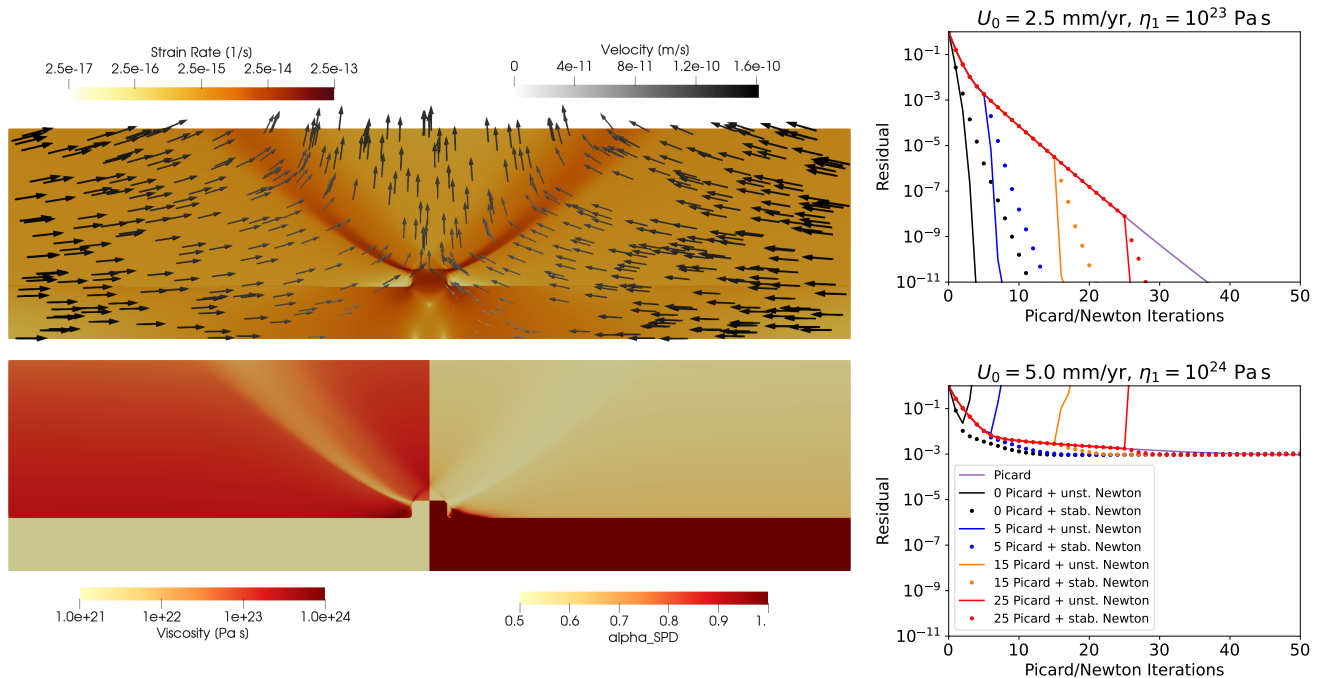 Strain Rate (1/s)
2.5e-17 2.5e-16 2.5e-15 2.5e-14 2.5e-13
Velocity (m/s)
0 4e-11 8e-11 1.2e-10 1.6e-10
1.0e+21 1e+22 1e+23 1.0e+24
Viscosity (Pa s)
0.5 0.6 0.7 0.8 0.9 1.
alpha_SPD
U₀ = 2.5 mm/yr, η₁ = 10²³ Pa s
Residual
10⁻¹
10⁻³
10⁻⁵
10⁻⁷
10⁻⁹
10⁻¹¹
0 10 20 30 40 50
Picard/Newton Iterations
U₀ = 5.0 mm/yr, η₁ = 10²⁴ Pa s
Residual
10⁻¹
10⁻³
10⁻⁵
10⁻⁷
10⁻⁹
10⁻¹¹
Picard
0 Picard + unst. Newton
0 Picard + stab. Newton
5 Picard + unst. Newton
5 Picard + stab. Newton
15 Picard + unst. Newton
15 Picard + stab. Newton
25 Picard + unst. Newton
25 Picard + stab. Newton
0 10 20 30 40 50
Picard/Newton Iterations